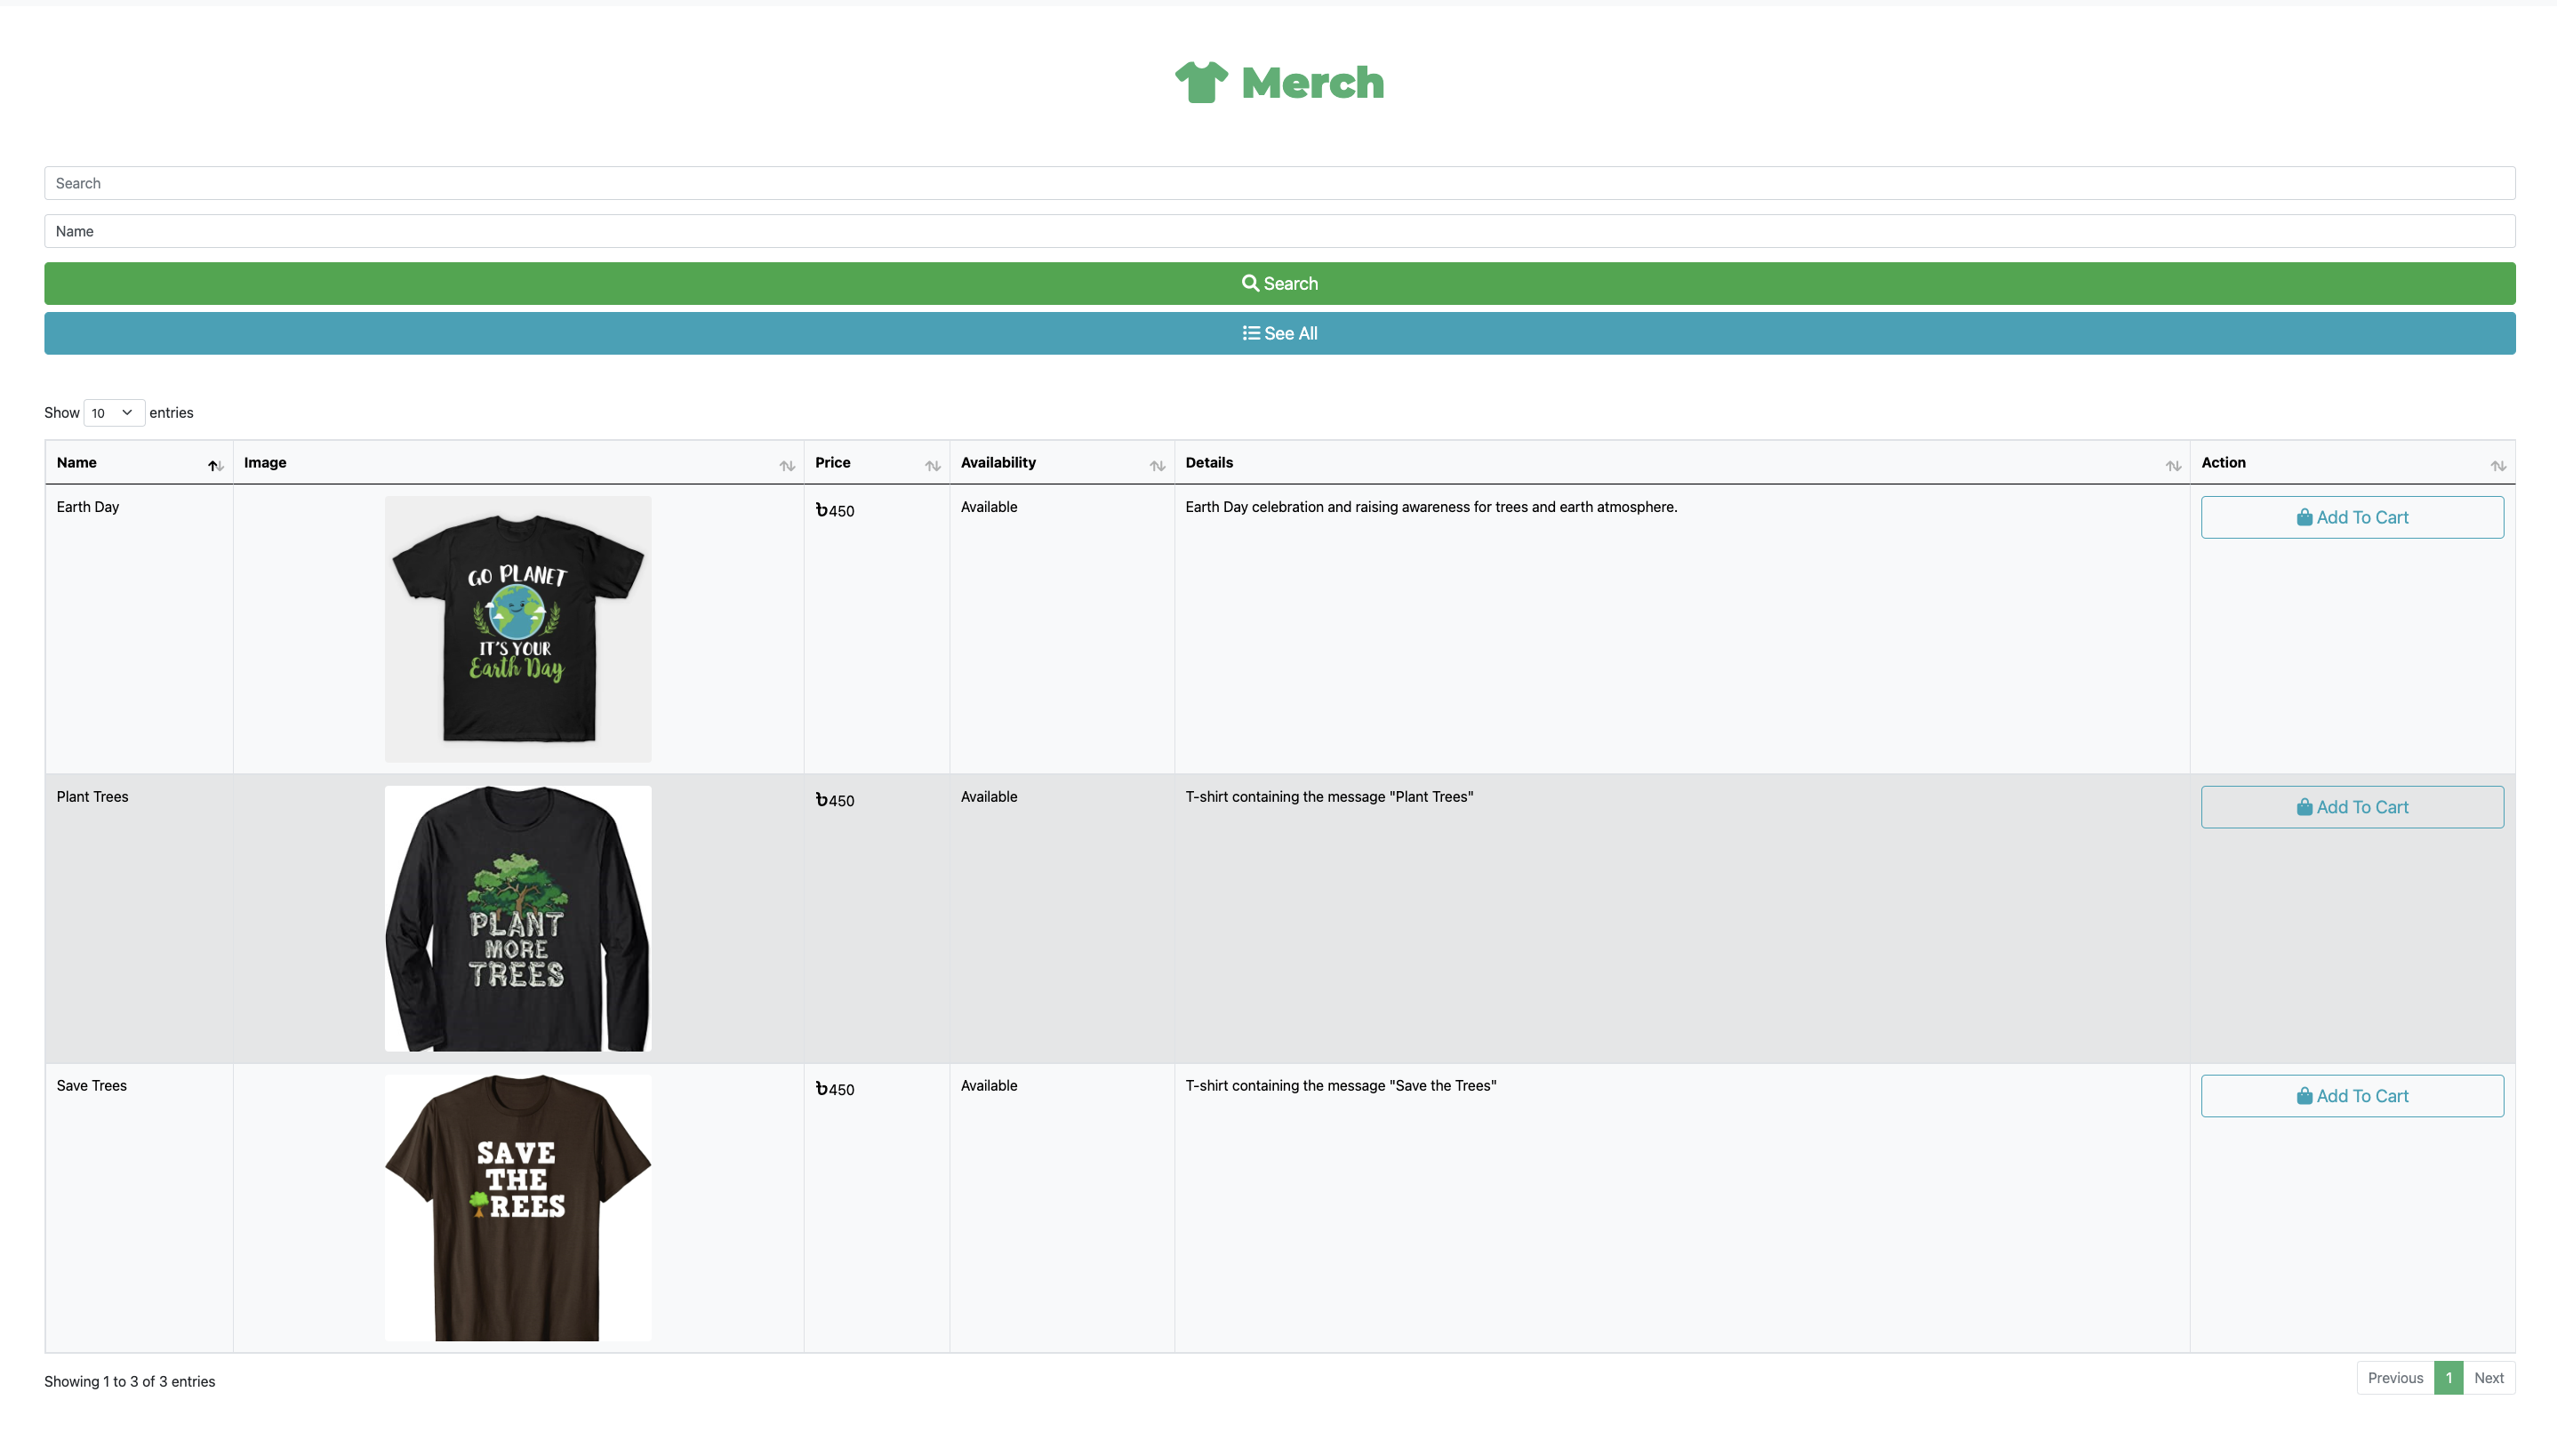 Merch
Search
Name
Search
See All
Show 10 entries
Name Image Price Availability Details Action
Earth Day ৳450 Available Earth Day celebration and raising awareness for trees and earth atmosphere. Add To Cart
GO PLANET
IT'S YOUR
Earth Day
Plant Trees ৳450 Available T-shirt containing the message "Plant Trees" Add To Cart
PLANT
MORE
TREES
Save Trees ৳450 Available T-shirt containing the message "Save the Trees" Add To Cart
SAVE
THE
REES
Showing 1 to 3 of 3 entries
Previous 1 Next